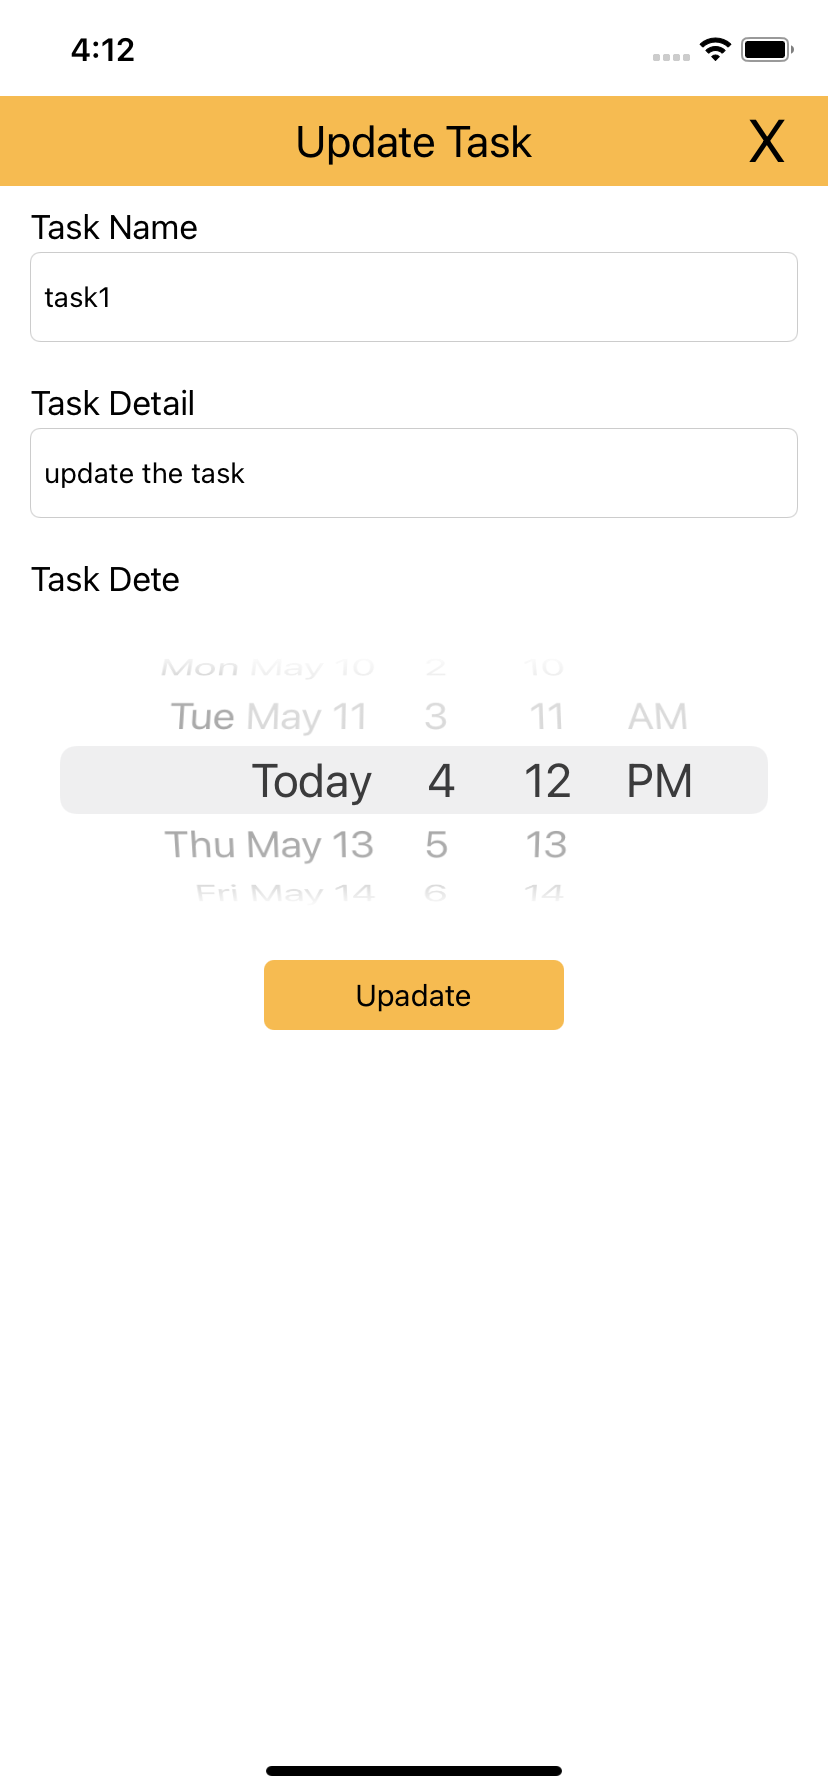 4:12
Update Task X
Task Name
task1
Task Detail
update the task
Task Dete
Mon May 10 2 10
Tue May 11 3 11 AM
Today 4 12 PM
Thu May 13 5 13
Fri May 14 6 14
Upadate